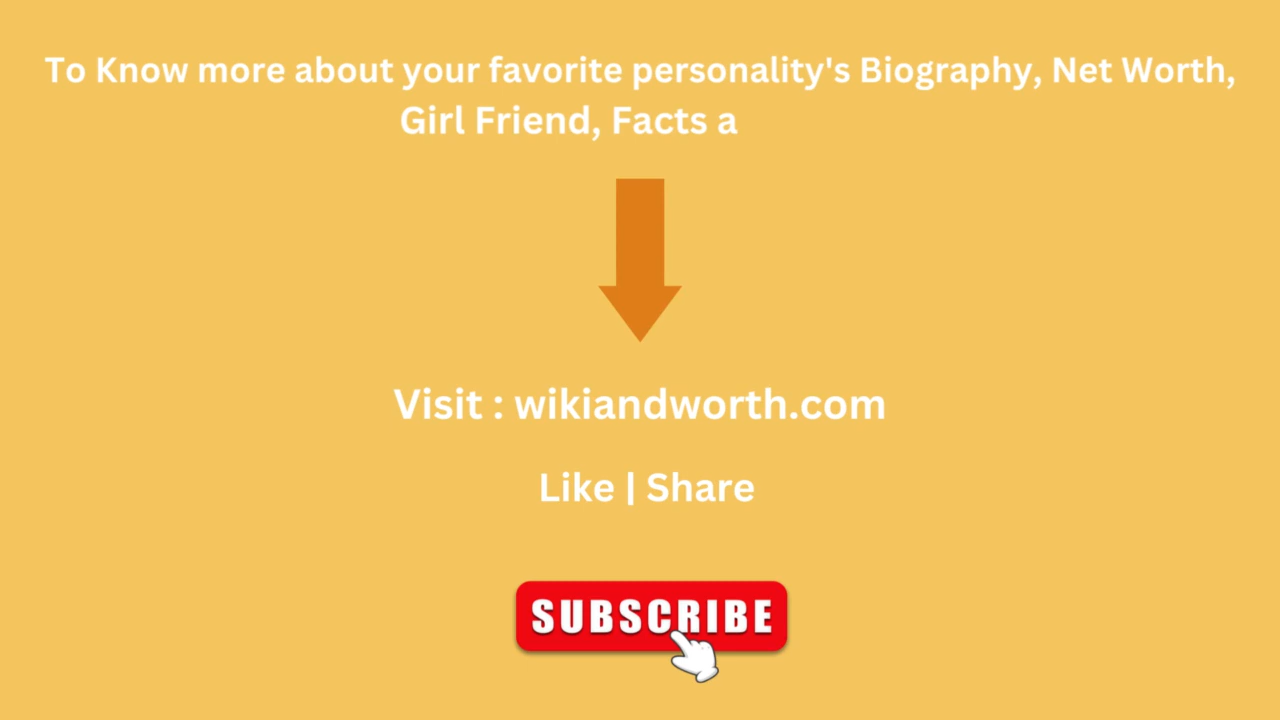 To Know more about your favorite personality's Biography, Net Worth,
Girl Friend, Facts a
Visit : wikiandworth.com
Like | Share
SUBSCRIBE